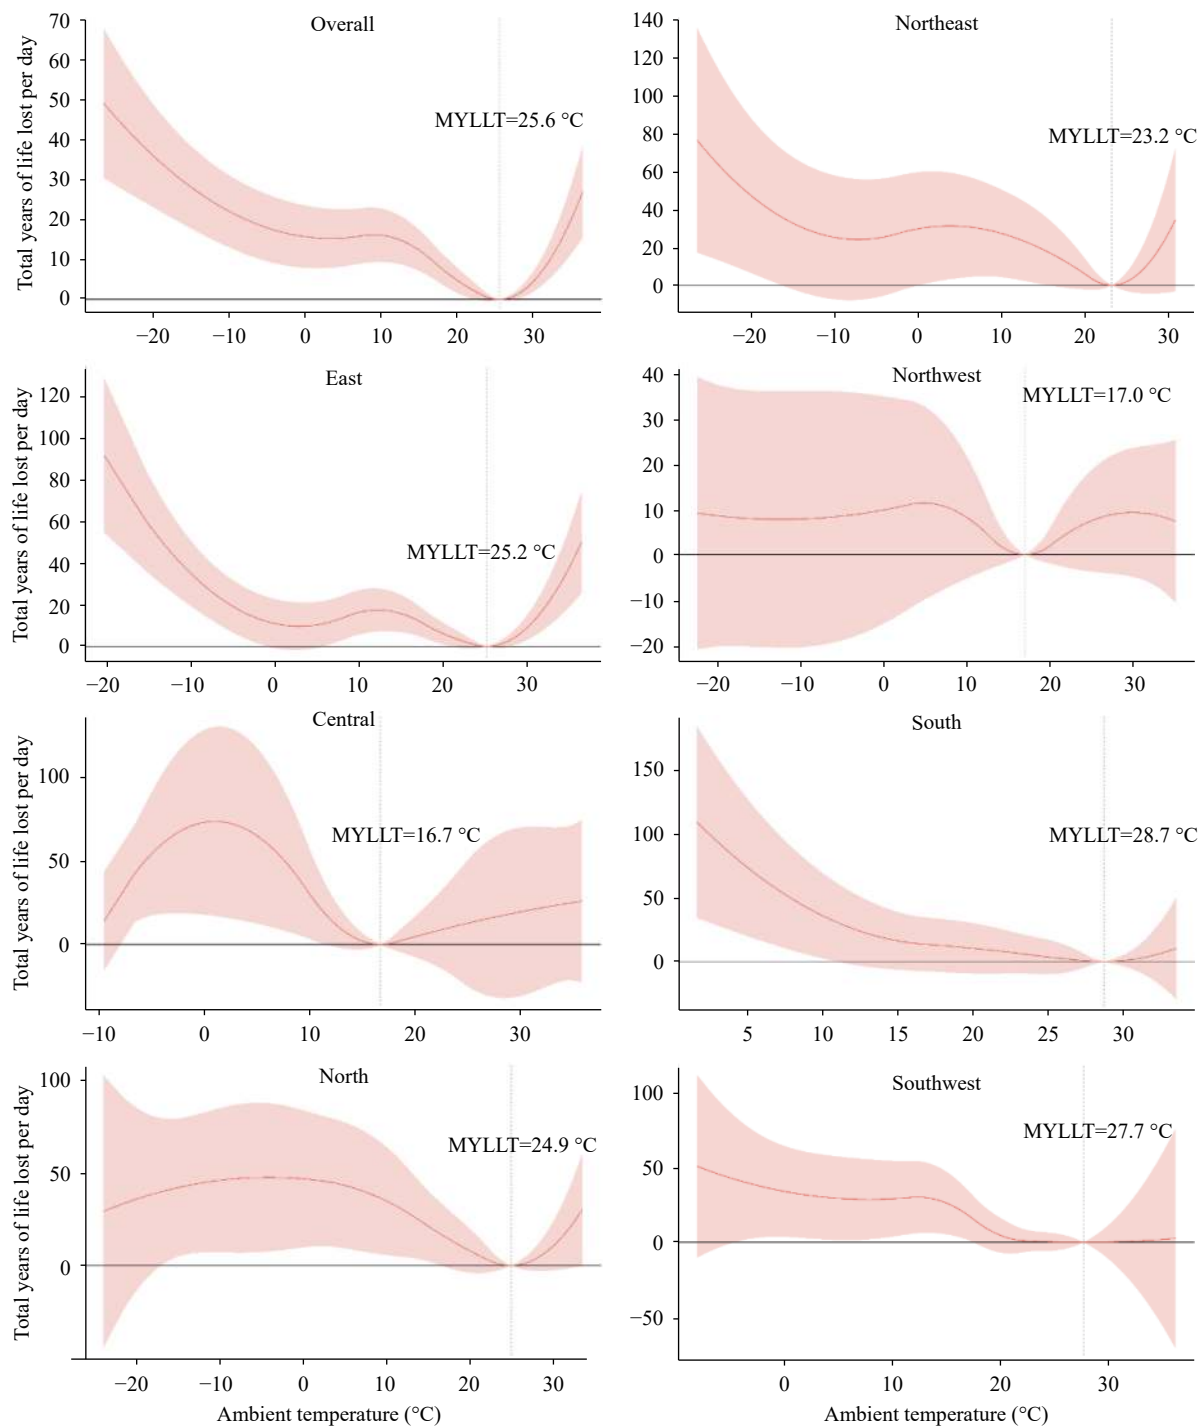 Overall
Total years of life lost per day
70
60
50
40
30
20
10
0
MYLLT=25.6 °C
−20 −10 0 10 20 30
Northeast
140
120
100
80
60
40
20
0
MYLLT=23.2 °C
−20 −10 0 10 20 30
East
Total years of life lost per day
120
100
80
60
40
20
0
MYLLT=25.2 °C
−20 −10 0 10 20 30
Northwest
40
30
20
10
0
−10
−20
MYLLT=17.0 °C
−20 −10 0 10 20 30
Central
Total years of life lost per day
100
50
0
MYLLT=16.7 °C
−10 0 10 20 30
South
150
100
50
0
MYLLT=28.7 °C
5 10 15 20 25 30
North
Total years of life lost per day
100
50
0
MYLLT=24.9 °C
−20 −10 0 10 20 30
Ambient temperature (°C)
Southwest
100
50
0
−50
MYLLT=27.7 °C
0 10 20 30
Ambient temperature (°C)